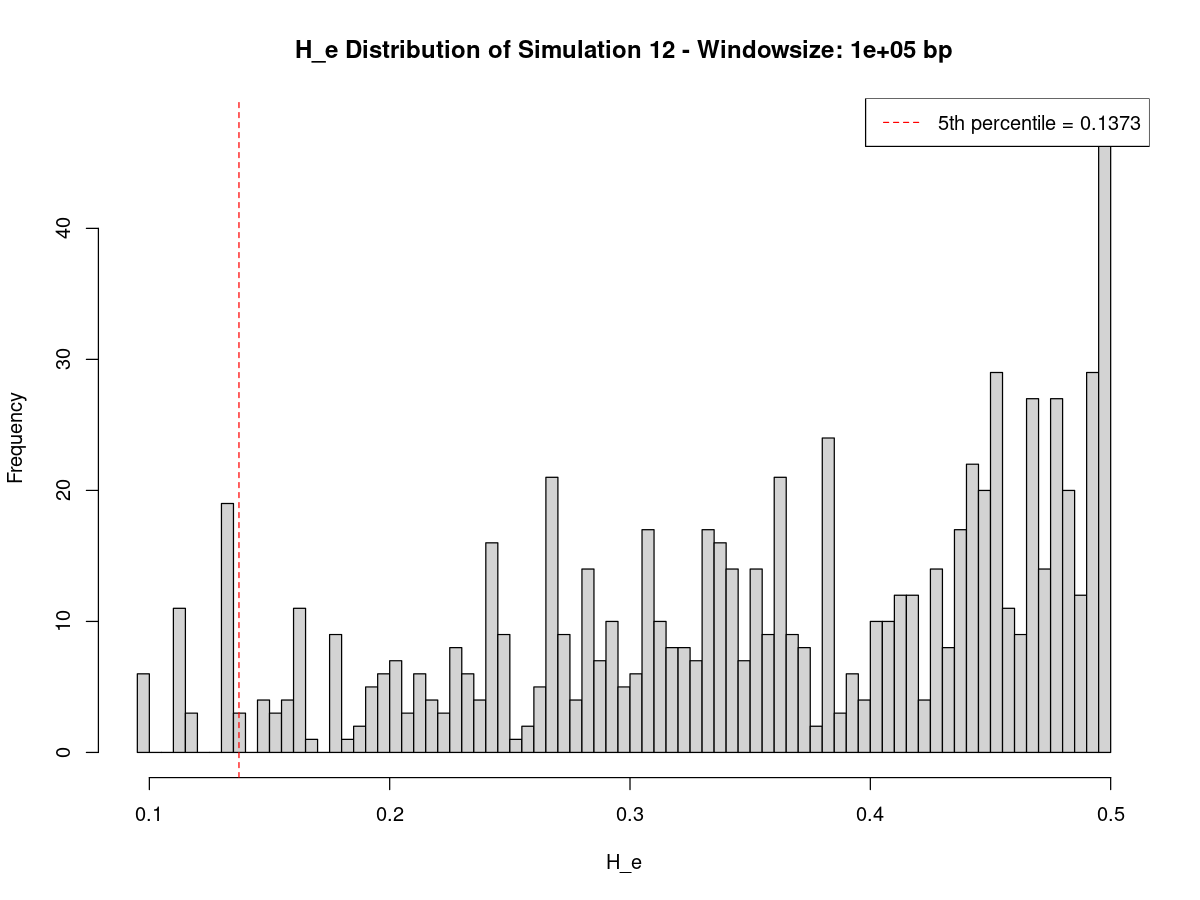 H_e Distribution of Simulation 12 - Windowsize: 1e+05 bp
5th percentile = 0.1373
Frequency
40
30
20
10
0
0.1 0.2 0.3 0.4 0.5
H_e